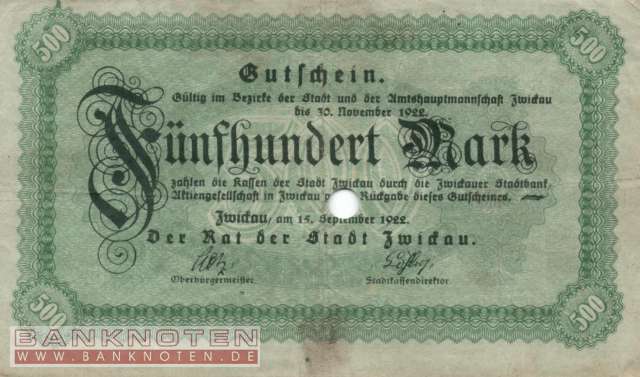 500 500
Gutschein.
Gültig im Bezirke der Stadt und der Amtshauptmannschaft Zwickau
bis 30. November 1922.
Fünfhundert Mark
zahlen die Kassen der Stadt Zwickau durch die Zwickauer Stadtbank,
Aktiengesellschaft in Zwickau Rückgabe dieses Gutscheines.
Zwickau, am 15. September 1922.
Der Rat der Stadt Zwickau.
Oberbürgermeister Stadtkassendirektor
500 500
BANKNOTEN
WWW.BANKNOTEN.DE